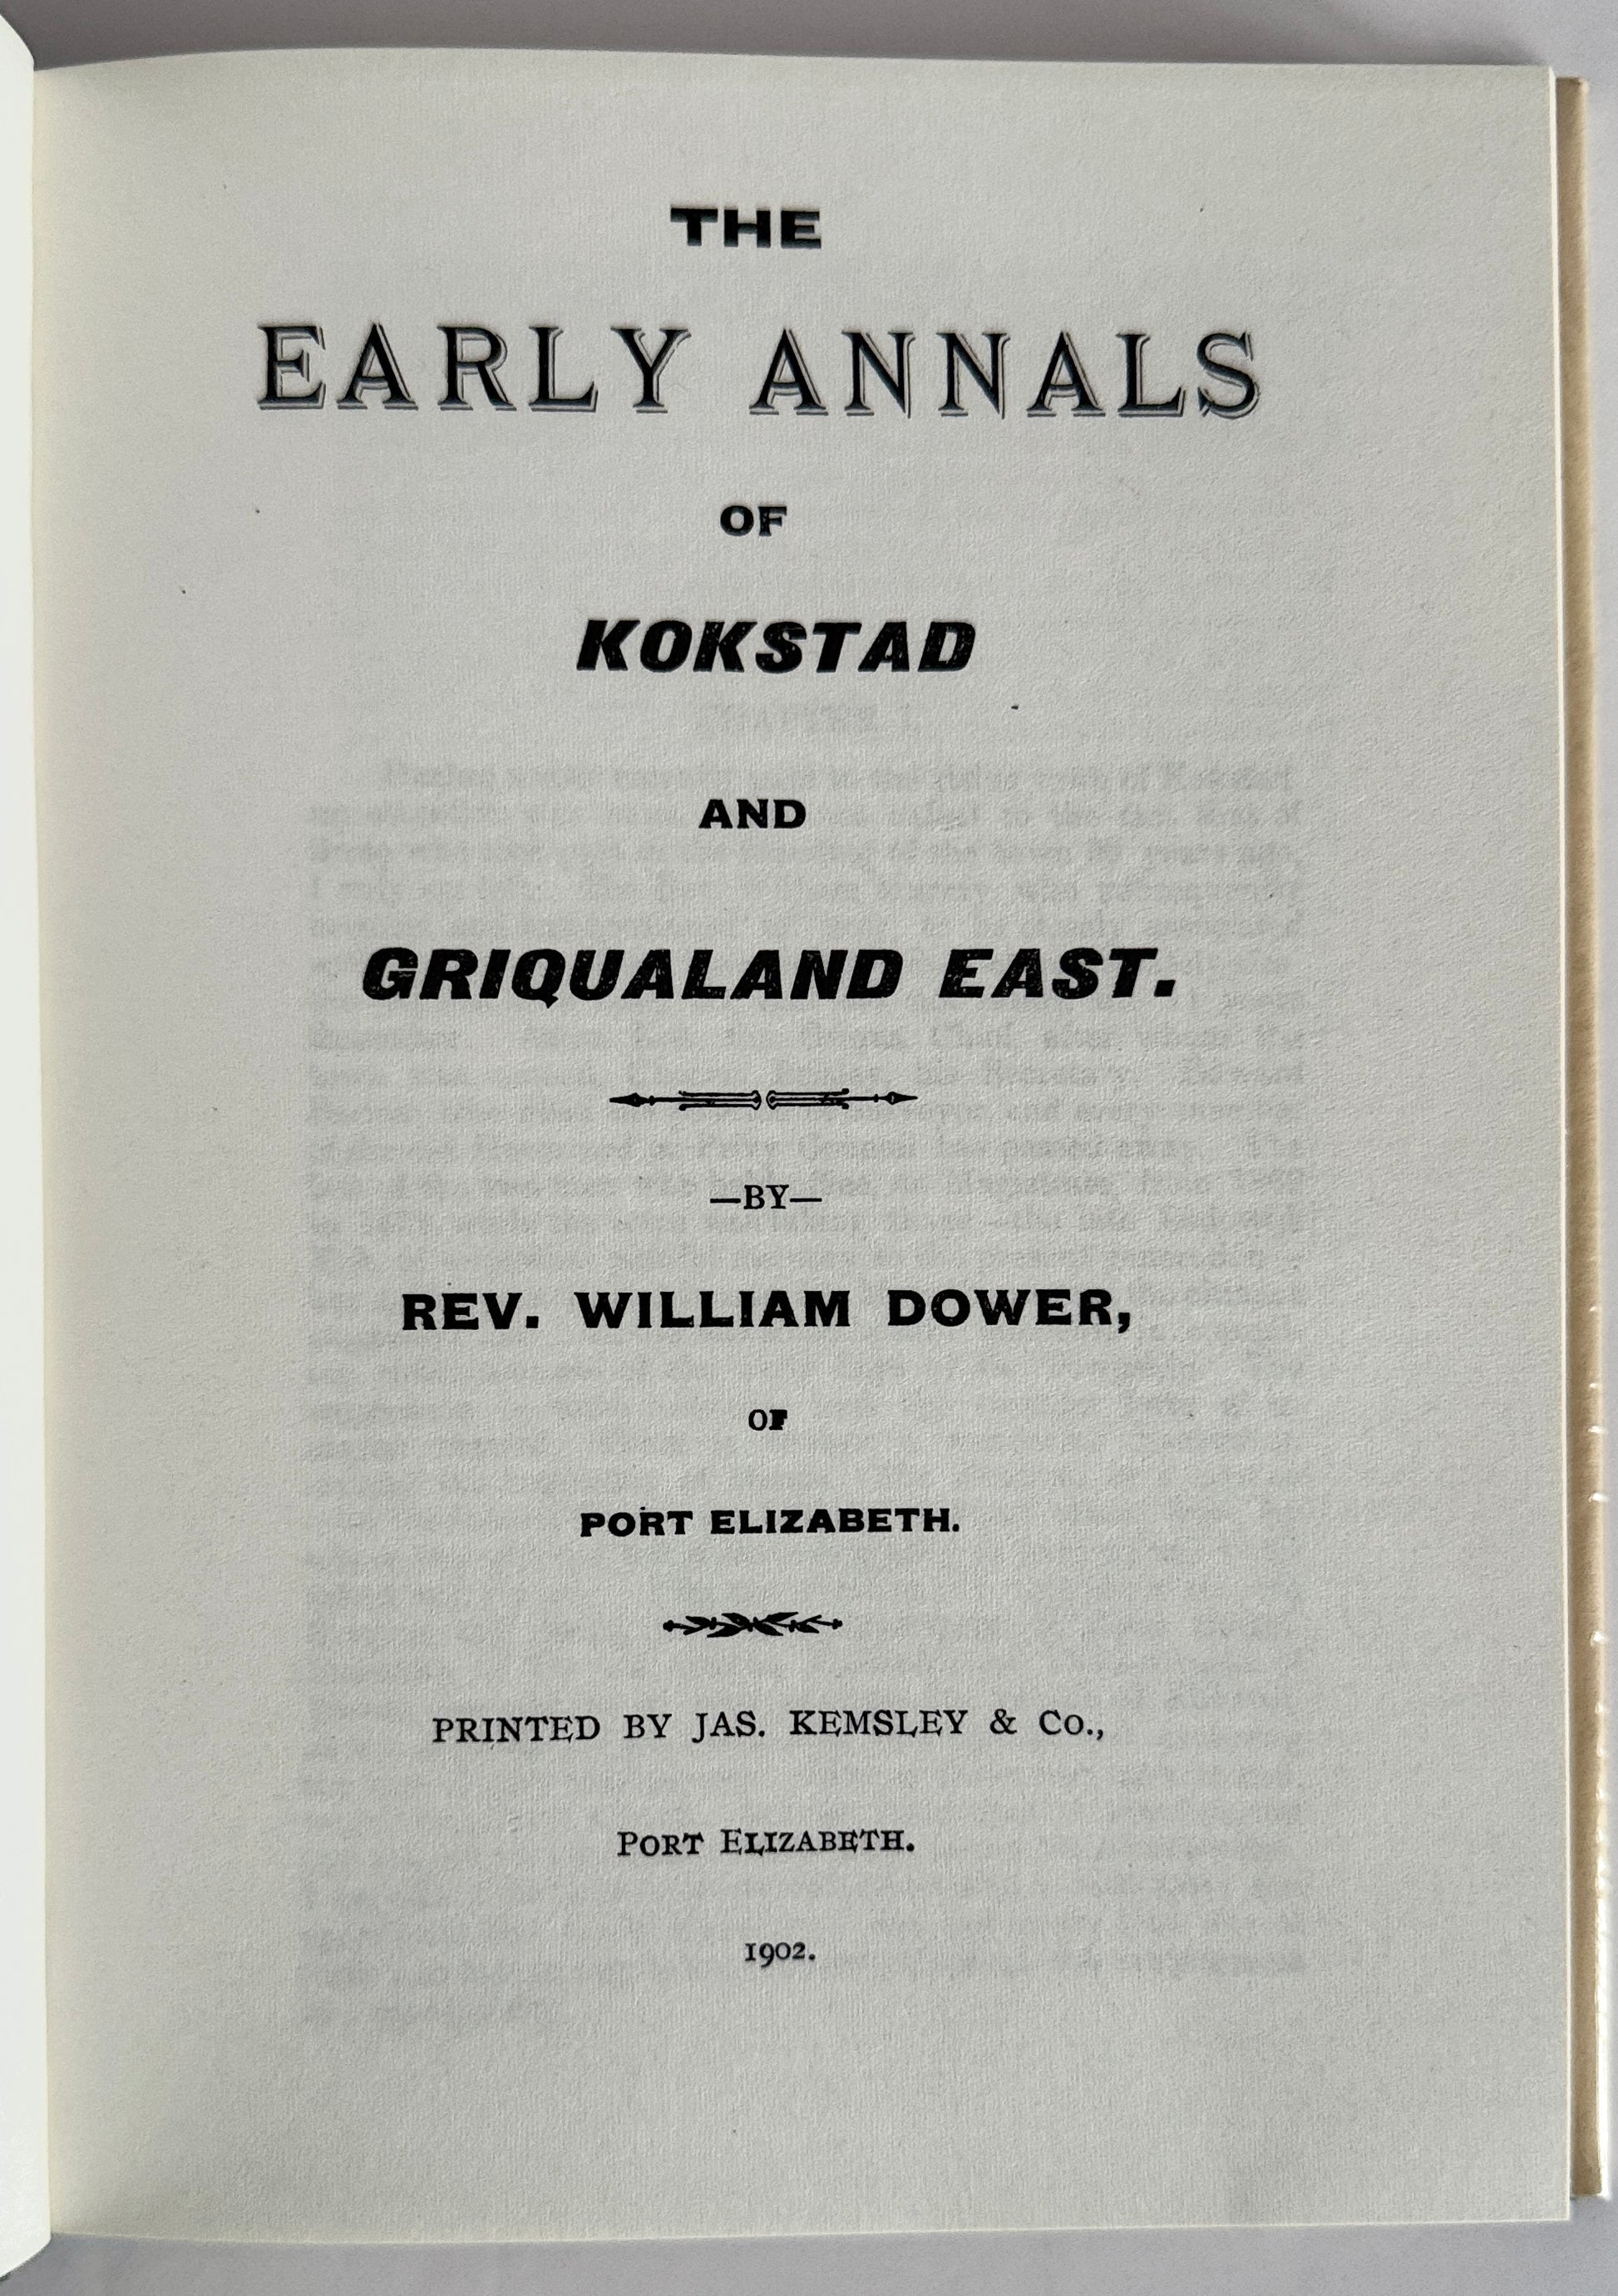 THE
EARLY ANNALS
OF
KOKSTAD
AND
GRIQUALAND EAST.
—BY—
REV. WILLIAM DOWER,
OF
PORT ELIZABETH.
PRINTED BY JAS. KEMSLEY & Co.,
PORT ELIZABETH.
1902.